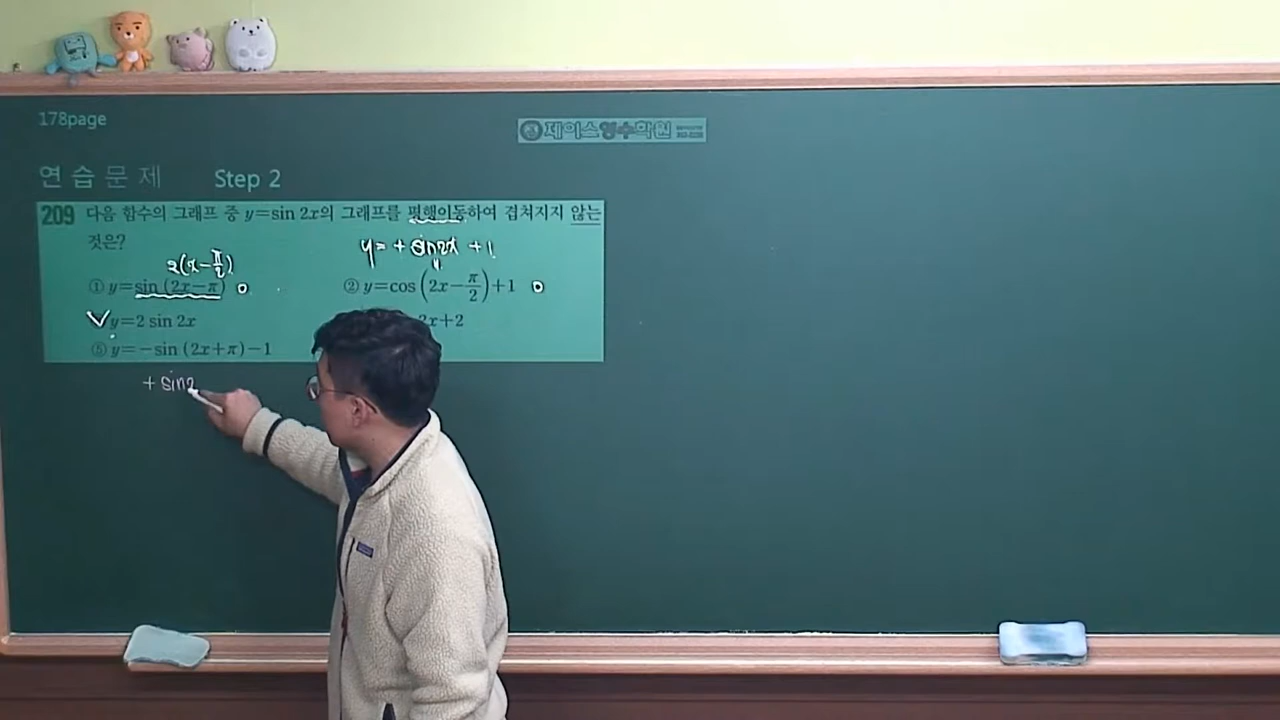 178page
제이스영수학원
연습문제 Step 2
209 다음 함수의 그래프 중 y=sin 2x의 그래프를 평행이동하여 겹쳐지지 않는
것은?
y = + sin2x + 1
2(x - π/2)
① y=sin (2x-π) o
② y=cos (2x-π/2)+1 o
y=2 sin 2x
2x+2
⑤ y=-sin (2x+π)-1
+ sin2